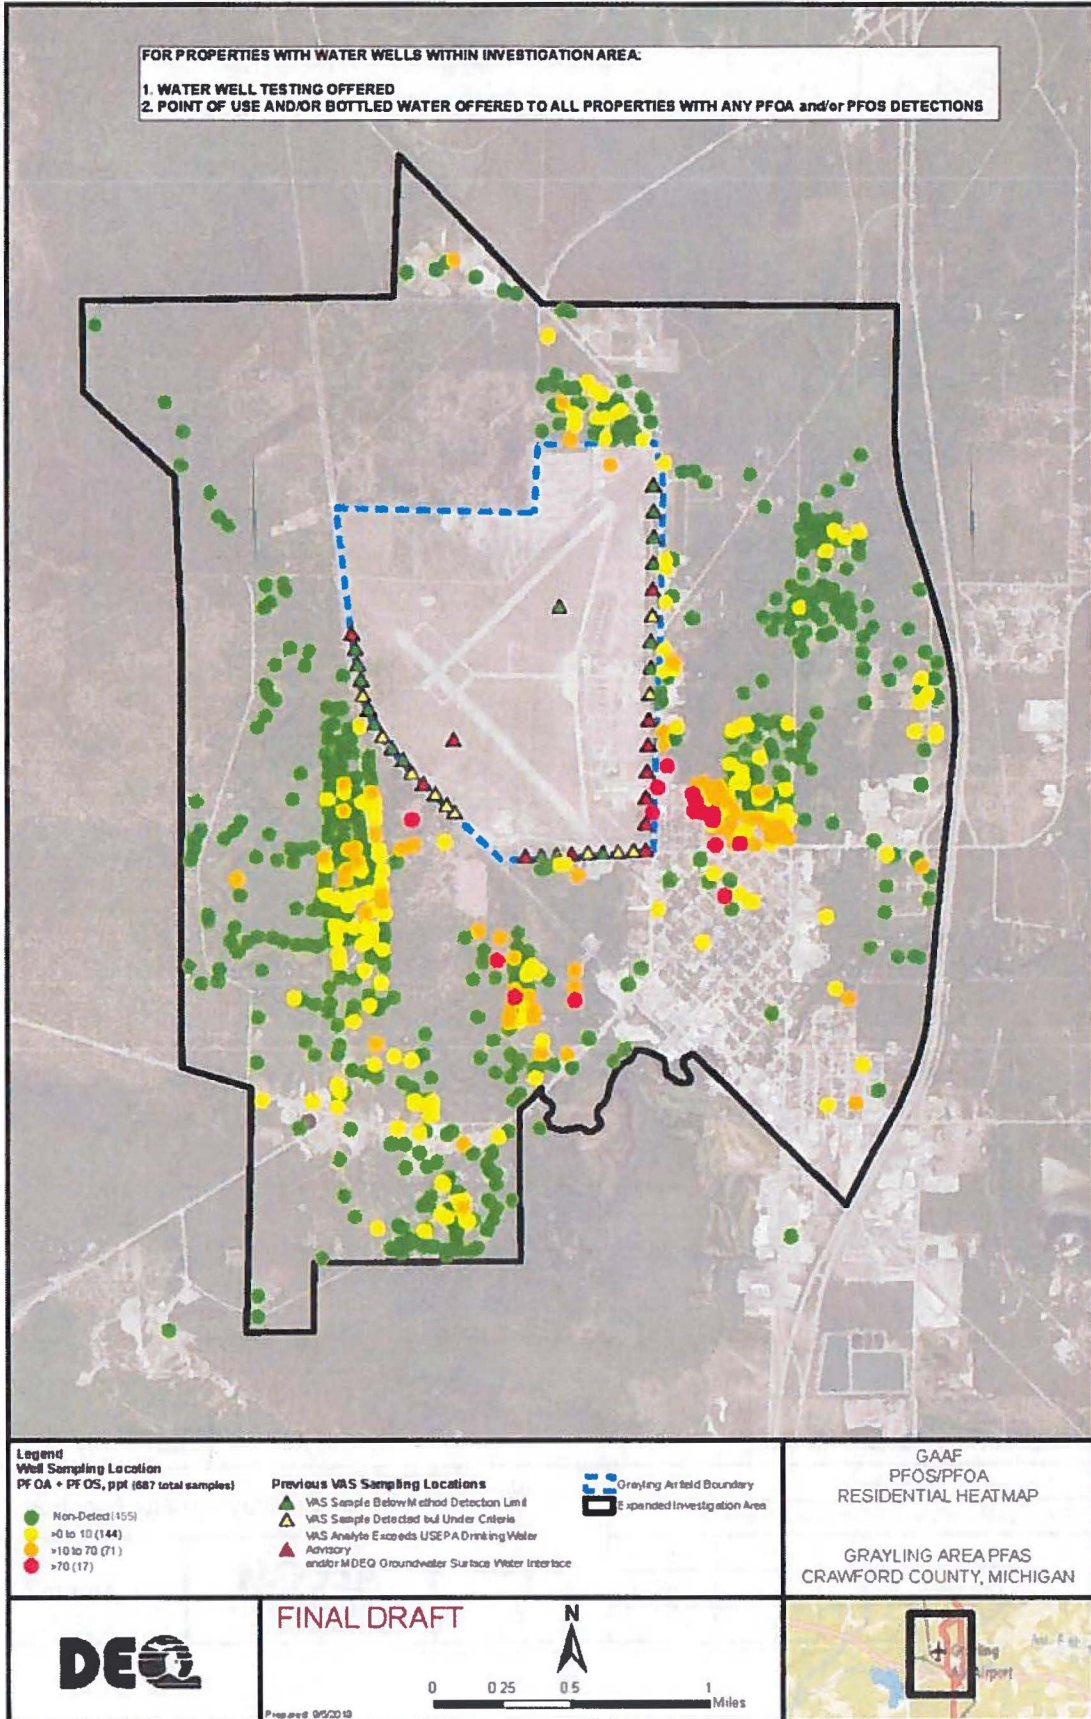 FOR PROPERTIES WITH WATER WELLS WITHIN INVESTIGATION AREA:
1. WATER WELL TESTING OFFERED
2. POINT OF USE AND/OR BOTTLED WATER OFFERED TO ALL PROPERTIES WITH ANY PFOA and/or PFOS DETECTIONS
Legend
Well Sampling Location
PFOA + PFOS, ppt (687 total samples)
Non-Detect (455)
>0 to 10 (144)
>10 to 70 (71)
>70 (17)
Previous VAS Sampling Locations
VAS Sample Below Method Detection Limit
VAS Sample Detected but Under Criteria
VAS Analyte Exceeds USEPA Drinking Water
Advisory
and/or MDEQ Groundwater Surface Water Interface
Grayling Airfield Boundary
Expanded Investigation Area
GAAF
PFOS/PFOA
RESIDENTIAL HEATMAP
GRAYLING AREA PFAS
CRAWFORD COUNTY, MICHIGAN
DEQ
FINAL DRAFT
N
0 0.25 0.5 1
Miles
Prepared:
Grayling
Airport